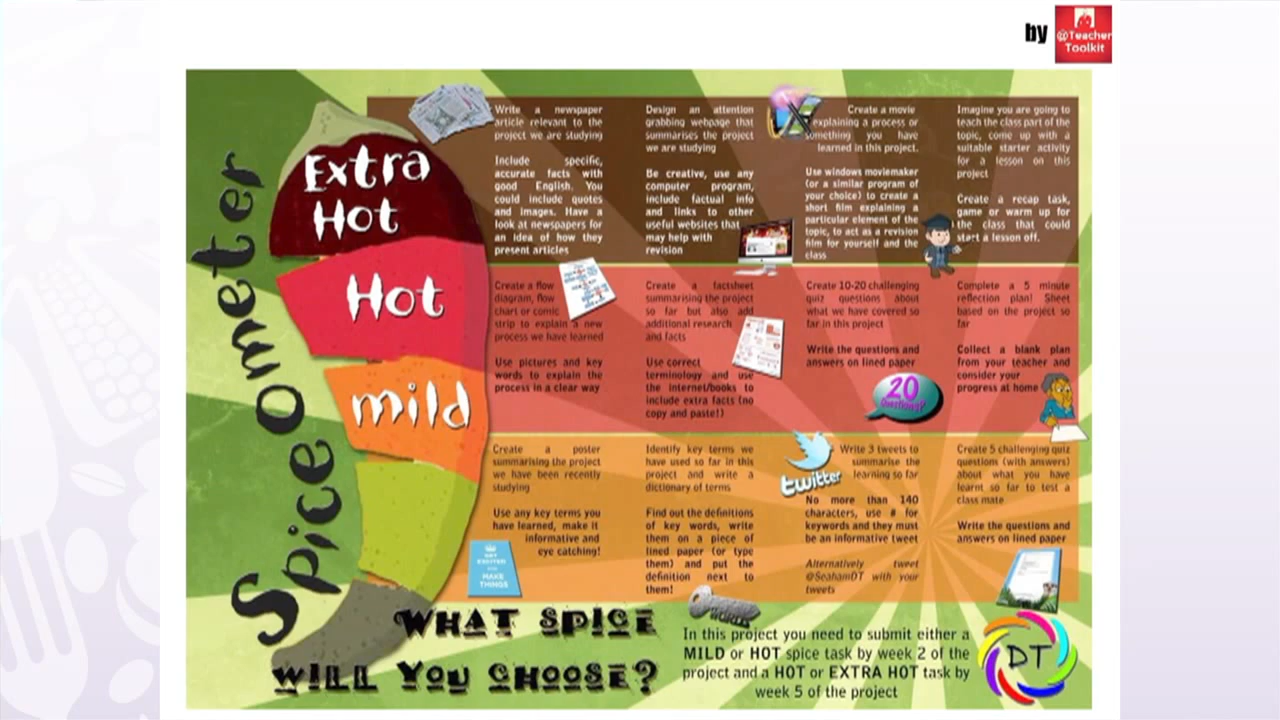 by
@Teacher
Toolkit
Spiceometer
Extra
Hot
Write a newspaper
article relevant to the
project we are studying
Include specific,
accurate facts with
good English. You
could include quotes
and images. Have a
look at newspapers for
an idea of how they
present articles
Design an attention
grabbing webpage that
summarises the project
we are studying
Be creative, use any
computer program,
include factual info
and links to other
useful websites that
may help with
revision
Create a movie
explaining a process or
something you have
learned in this project.
Use windows moviemaker
(or a similar program of
your choice) to create a
short film explaining a
particular element of the
topic, to act as a revision
film for yourself and the
class
Imagine you are going to
teach the class part of the
topic, come up with a
suitable starter activity
for a lesson on this
project
Create a recap task,
game or warm up for
the class that could
start a lesson off.
Hot
Create a flow
diagram, flow
chart or comic
strip to explain a new
process we have learned
Use pictures and key
words to explain the
process in a clear way
Create a factsheet
summarising the project
so far but also add
additional research
and facts
Use correct
terminology and use
the internet/books to
include extra facts (no
copy and paste!)
Create 10-20 challenging
quiz questions about
what we have covered so
far in this project
Write the questions and
answers on lined paper
20
Questions?
Complete a 5 minute
reflection plan! Sheet
based on the project so
far
Collect a blank plan
from your teacher and
consider your
progress at home
mild
Create a poster
summarising the project
we have been recently
studying
Use any key terms you
have learned, make it
informative and
eye catching!
GET
EXCITED
AND
MAKE
THINGS
Identify key terms we
have used so far in this
project and write a
dictionary of terms
Find out the definitions
of key words, write
them on a piece of
lined paper (or type
them) and put the
definition next to
them!
WORDS
twitter
Write 3 tweets to
summarise the
learning so far
No more than 140
characters, use # for
keywords and they must
be an informative tweet
Alternatively tweet
@SeahamDT with your
tweets
Create 5 challenging quiz
questions (with answers)
about what you have
learnt so far to test a
class mate
Write the questions and
answers on lined paper
WHAT SPICE
WILL YOU CHOOSE?
In this project you need to submit either a
MILD or HOT spice task by week 2 of the
project and a HOT or EXTRA HOT task by
week 5 of the project
DT